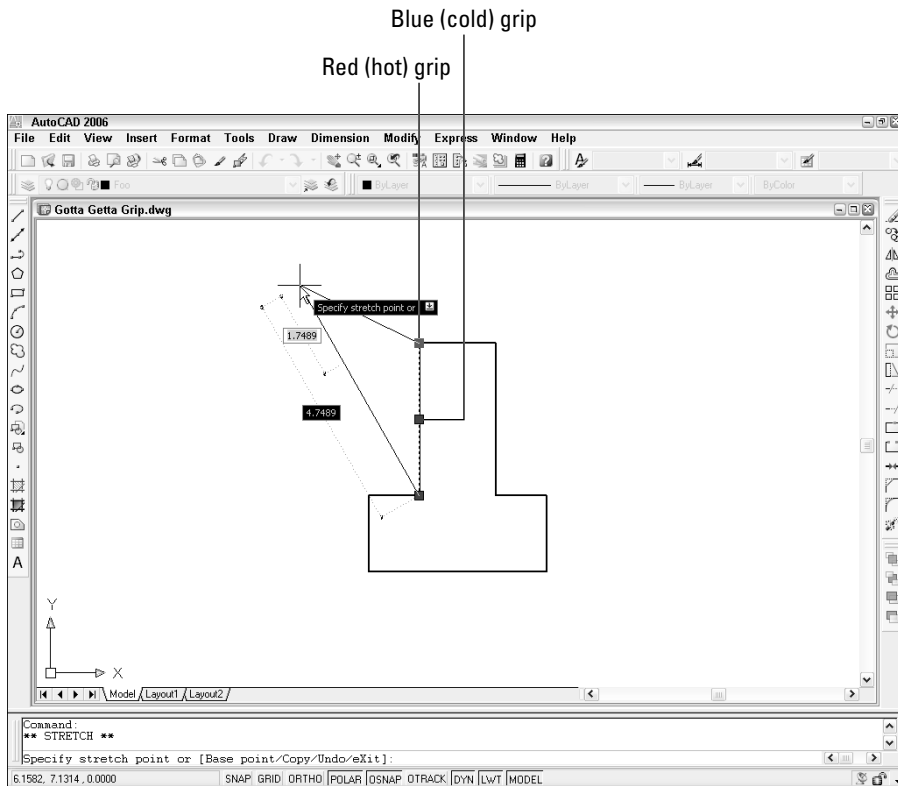 Blue (cold) grip
Red (hot) grip
AutoCAD 2006
File Edit View Insert Format Tools Draw Dimension Modify Express Window Help
Foo ByLayer ByLayer ByLayer ByColor
Gotta Getta Grip.dwg
Specify stretch point or
1.7489
4.7489
A
Y
X
Model Layout1 Layout2
Command:
** STRETCH **
Specify stretch point or [Base point/Copy/Undo/eXit]:
6.1582, 7.1314 , 0.0000 SNAP GRID ORTHO POLAR OSNAP OTRACK DYN LWT MODEL